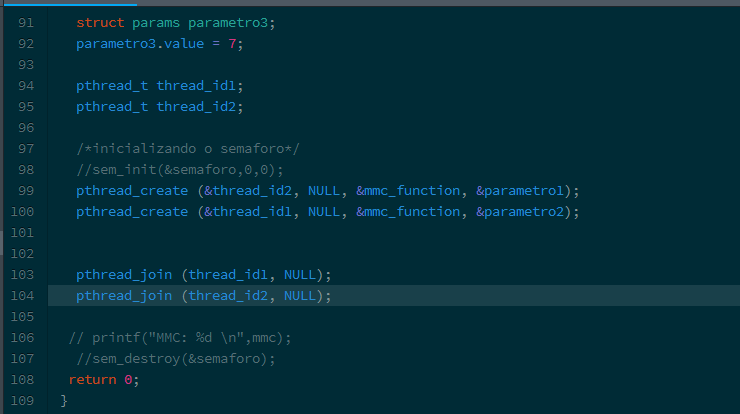 91 struct params parametro3;
92 parametro3.value = 7;
93
94 pthread_t thread_id1;
95 pthread_t thread_id2;
96
97 /*inicializando o semaforo*/
98 //sem_init(&semaforo,0,0);
99 pthread_create (&thread_id2, NULL, &mmc_function, &parametro1);
100 pthread_create (&thread_id1, NULL, &mmc_function, &parametro2);
101
102
103 pthread_join (thread_id1, NULL);
104 pthread_join (thread_id2, NULL);
105
106 // printf("MMC: %d \n",mmc);
107 //sem_destroy(&semaforo);
108 return 0;
109 }